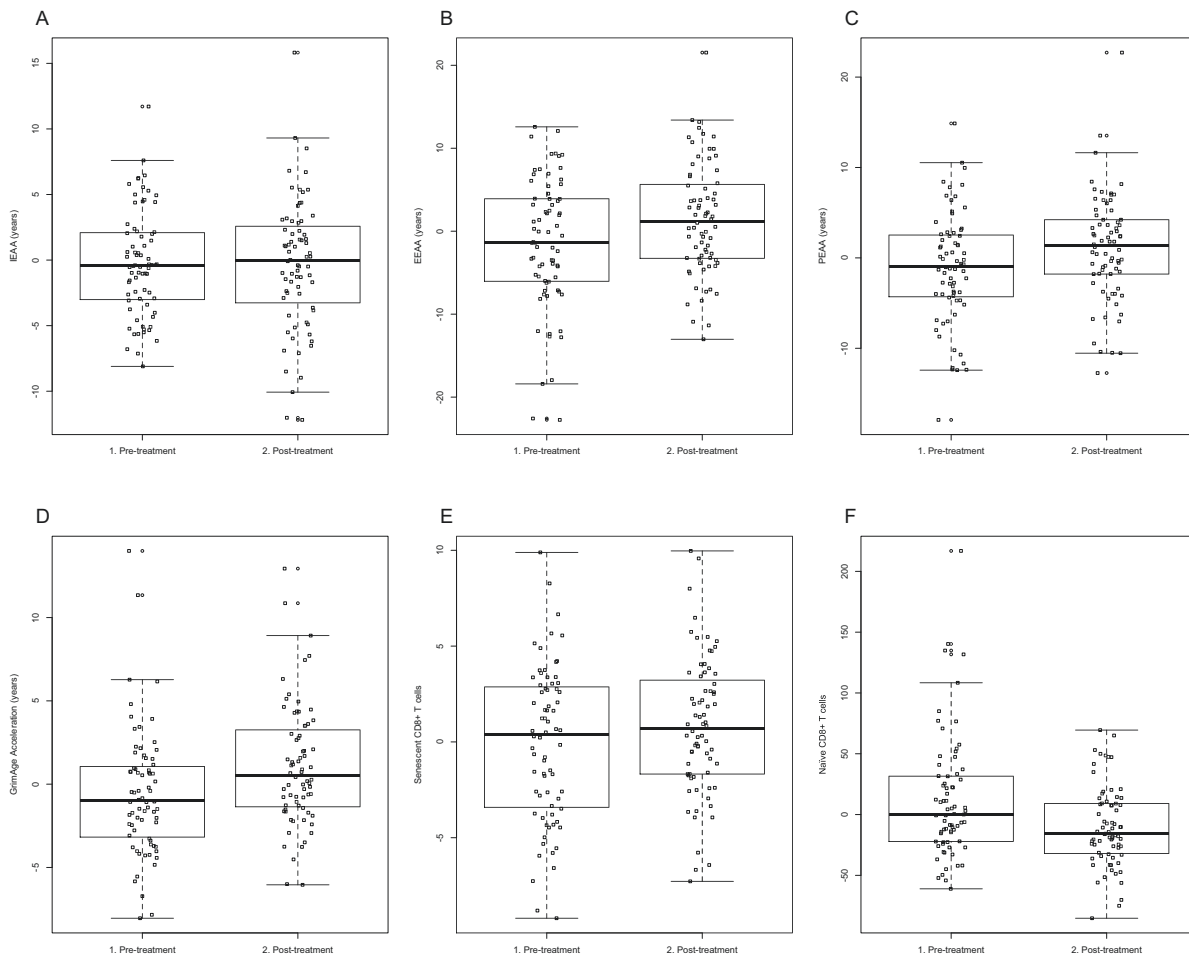 A
IEAA (years)
15
10
5
0
-5
-10
1. Pre-treatment
2. Post-treatment
B
EEAA (years)
20
10
0
-10
-20
1. Pre-treatment
2. Post-treatment
C
PEAA (years)
20
10
0
-10
1. Pre-treatment
2. Post-treatment
D
GrimAge Acceleration (years)
10
5
0
-5
1. Pre-treatment
2. Post-treatment
E
Senescent CD8+ T cells
10
5
0
-5
1. Pre-treatment
2. Post-treatment
F
Naïve CD8+ T cells
200
150
100
50
0
-50
1. Pre-treatment
2. Post-treatment